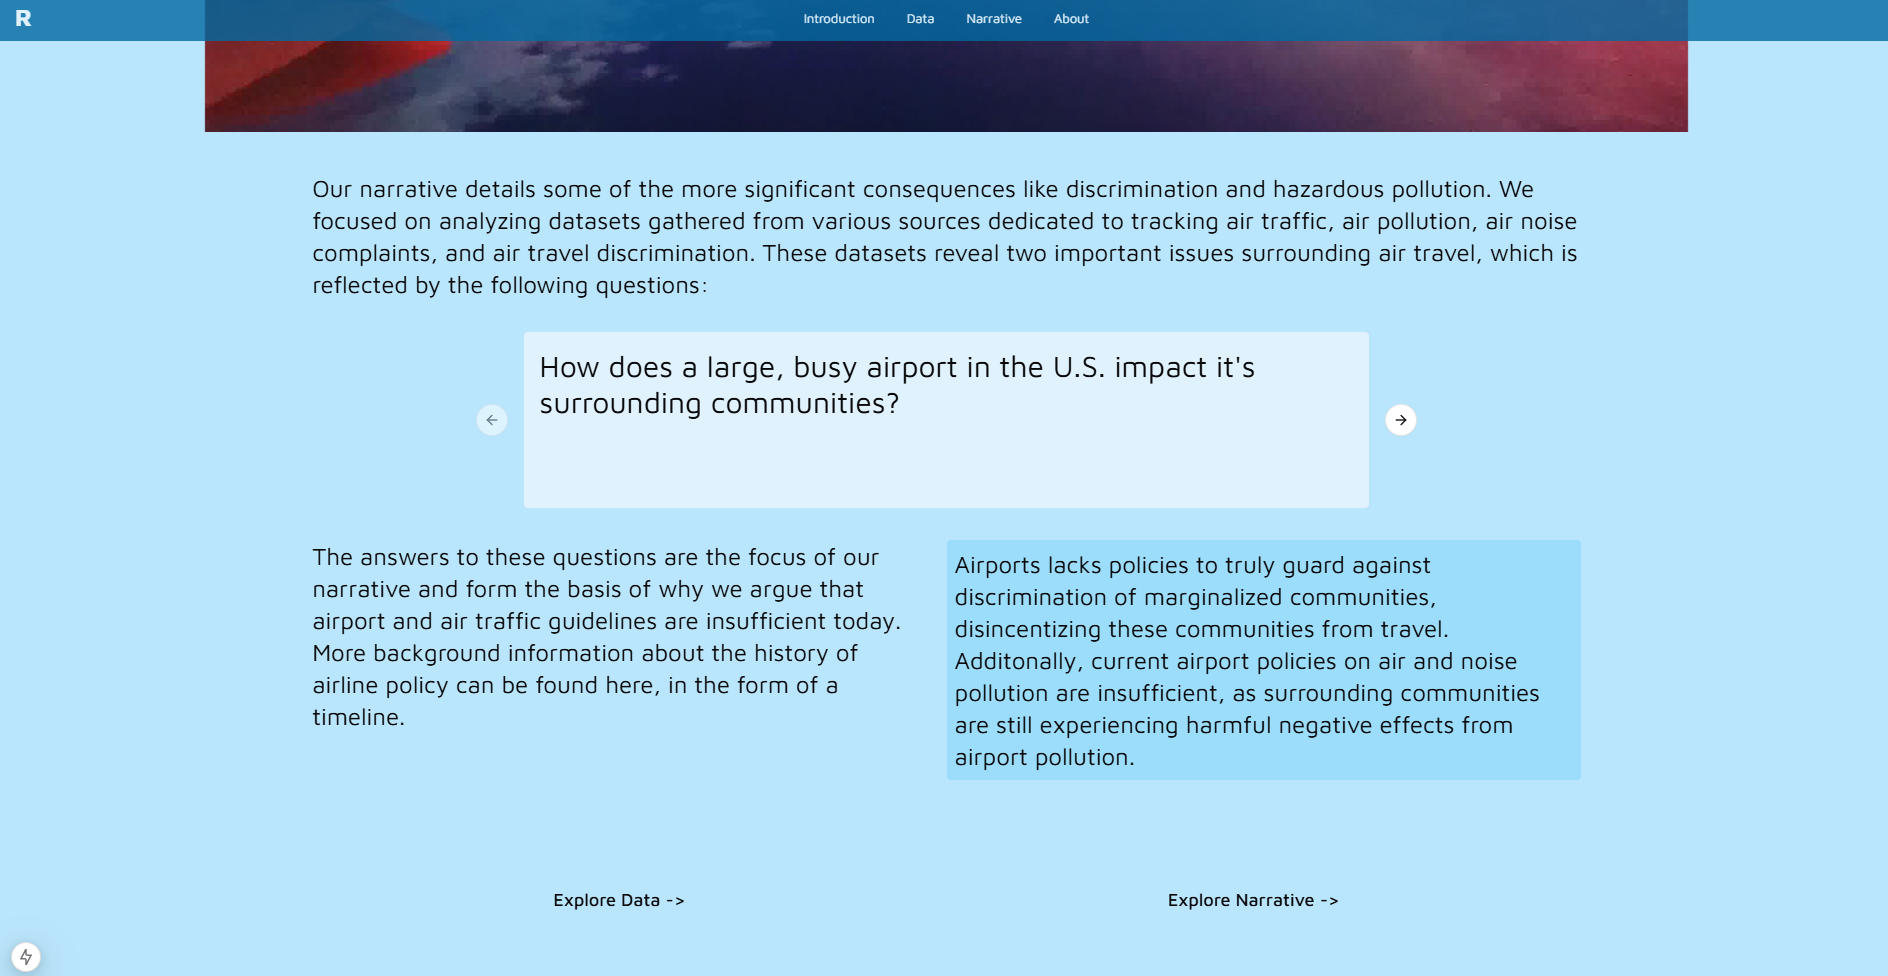 R
Introduction Data Narrative About
Our narrative details some of the more significant consequences like discrimination and hazardous pollution. We
focused on analyzing datasets gathered from various sources dedicated to tracking air traffic, air pollution, air noise
complaints, and air travel discrimination. These datasets reveal two important issues surrounding air travel, which is
reflected by the following questions:
How does a large, busy airport in the U.S. impact it's
surrounding communities?
The answers to these questions are the focus of our
narrative and form the basis of why we argue that
airport and air traffic guidelines are insufficient today.
More background information about the history of
airline policy can be found here, in the form of a
timeline.
Airports lacks policies to truly guard against
discrimination of marginalized communities,
disincentizing these communities from travel.
Additonally, current airport policies on air and noise
pollution are insufficient, as surrounding communities
are still experiencing harmful negative effects from
airport pollution.
Explore Data ->
Explore Narrative ->